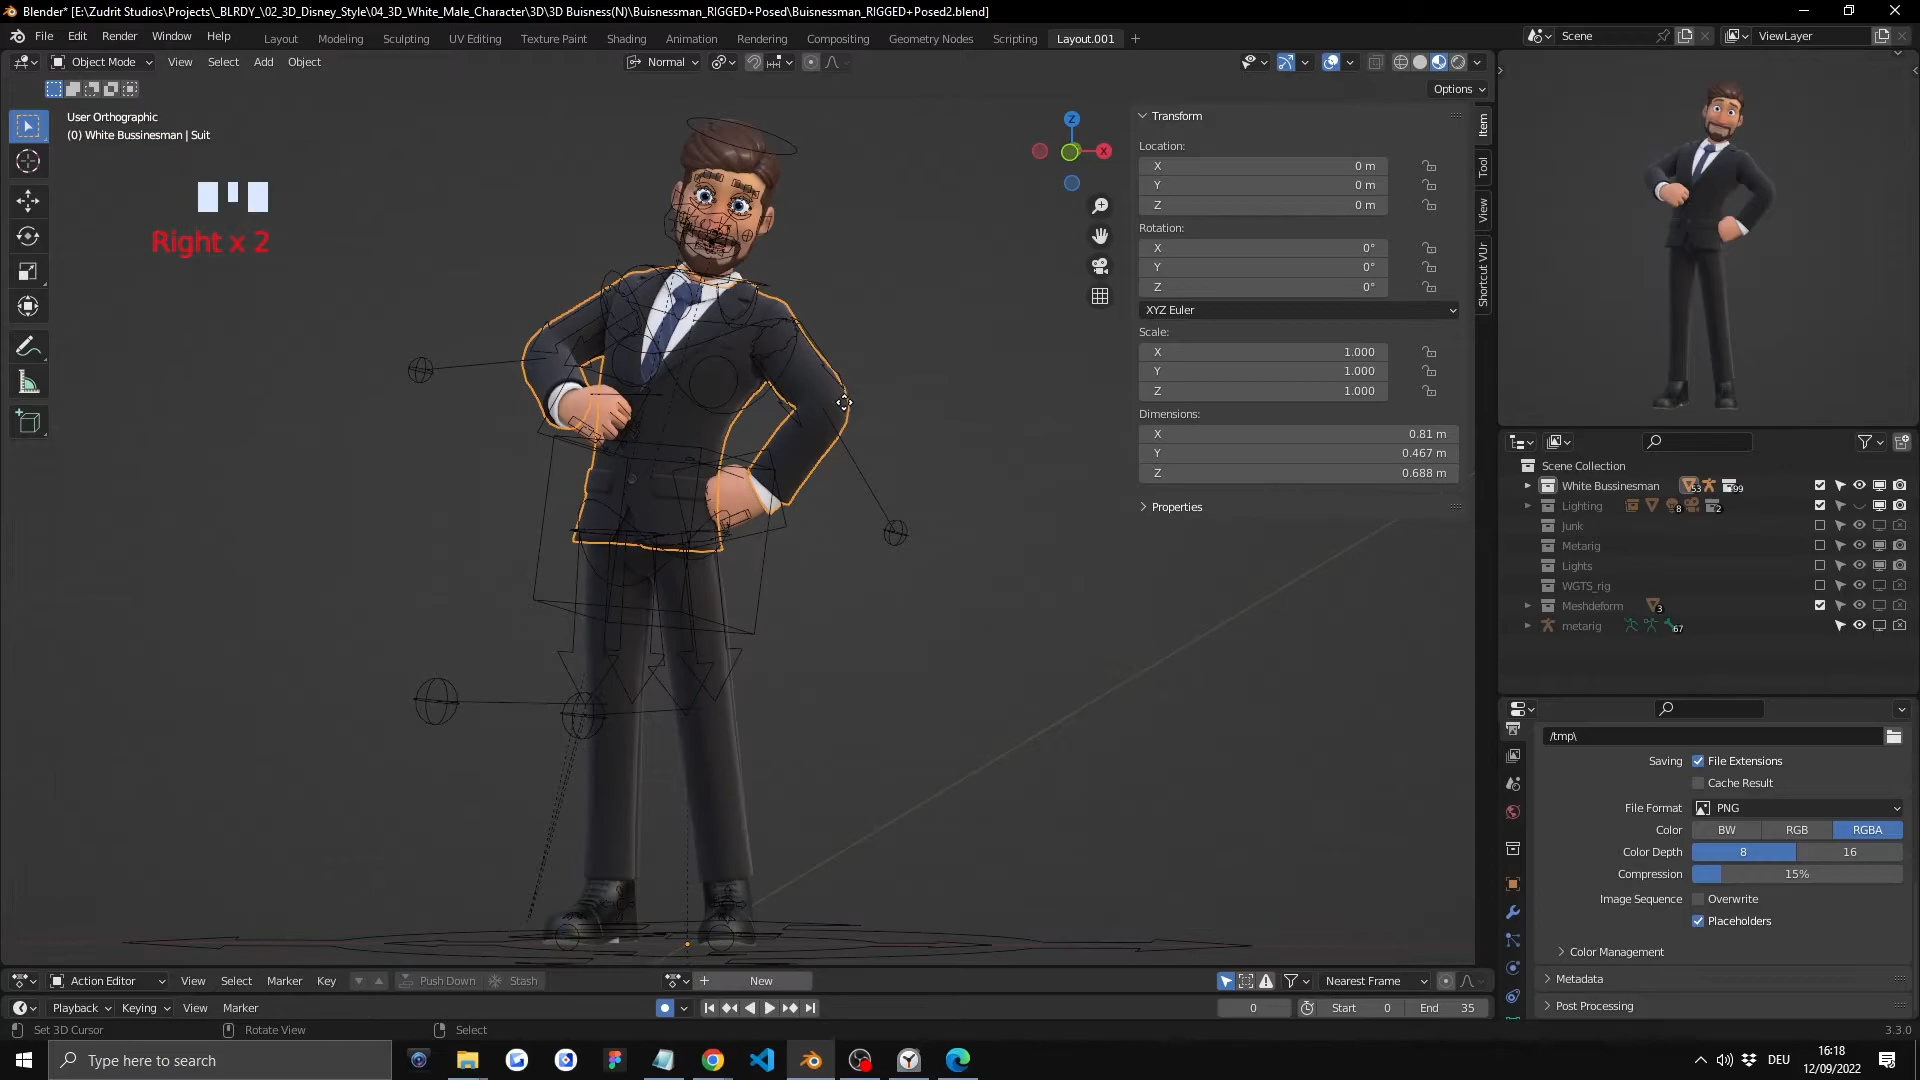 Blender* [E:\Zudrit Studios\Projects\_BLRDY_\02_3D_Disney_Style\04_3D_White_Male_Character\3D\3D Buisness(N)\Buisnessman_RIGGED+Posed\Buisnessman_RIGGED+Posed2.blend]
File Edit Render Window Help Layout Modeling Sculpting UV Editing Texture Paint Shading Animation Rendering Compositing Geometry Nodes Scripting Layout.001 + Scene ViewLayer
Object Mode View Select Add Object Normal
Options
User Orthographic
(0) White Bussinesman | Suit
Right x 2
Z
X
Transform
Location:
X 0 m
Y 0 m
Z 0 m
Rotation:
X 0°
Y 0°
Z 0°
XYZ Euler
Scale:
X 1.000
Y 1.000
Z 1.000
Dimensions:
X 0.81 m
Y 0.467 m
Z 0.688 m
Properties
Item
Tool
View
Shortcut VUr
Scene Collection
White Bussinesman 53 99
Lighting 8 2
Junk
Metarig
Lights
WGTS_rig
Meshdeform 3
metarig 67
/tmp\
Saving File Extensions
Cache Result
File Format PNG
Color BW RGB RGBA
Color Depth 8 16
Compression 15%
Image Sequence Overwrite
Placeholders
Color Management
Metadata
Post Processing
Action Editor View Select Marker Key Push Down Stash New Nearest Frame
Playback Keying View Marker 0 Start 0 End 35
Set 3D Cursor Rotate View Select 3.3.0
Type here to search DEU 16:18
12/09/2022